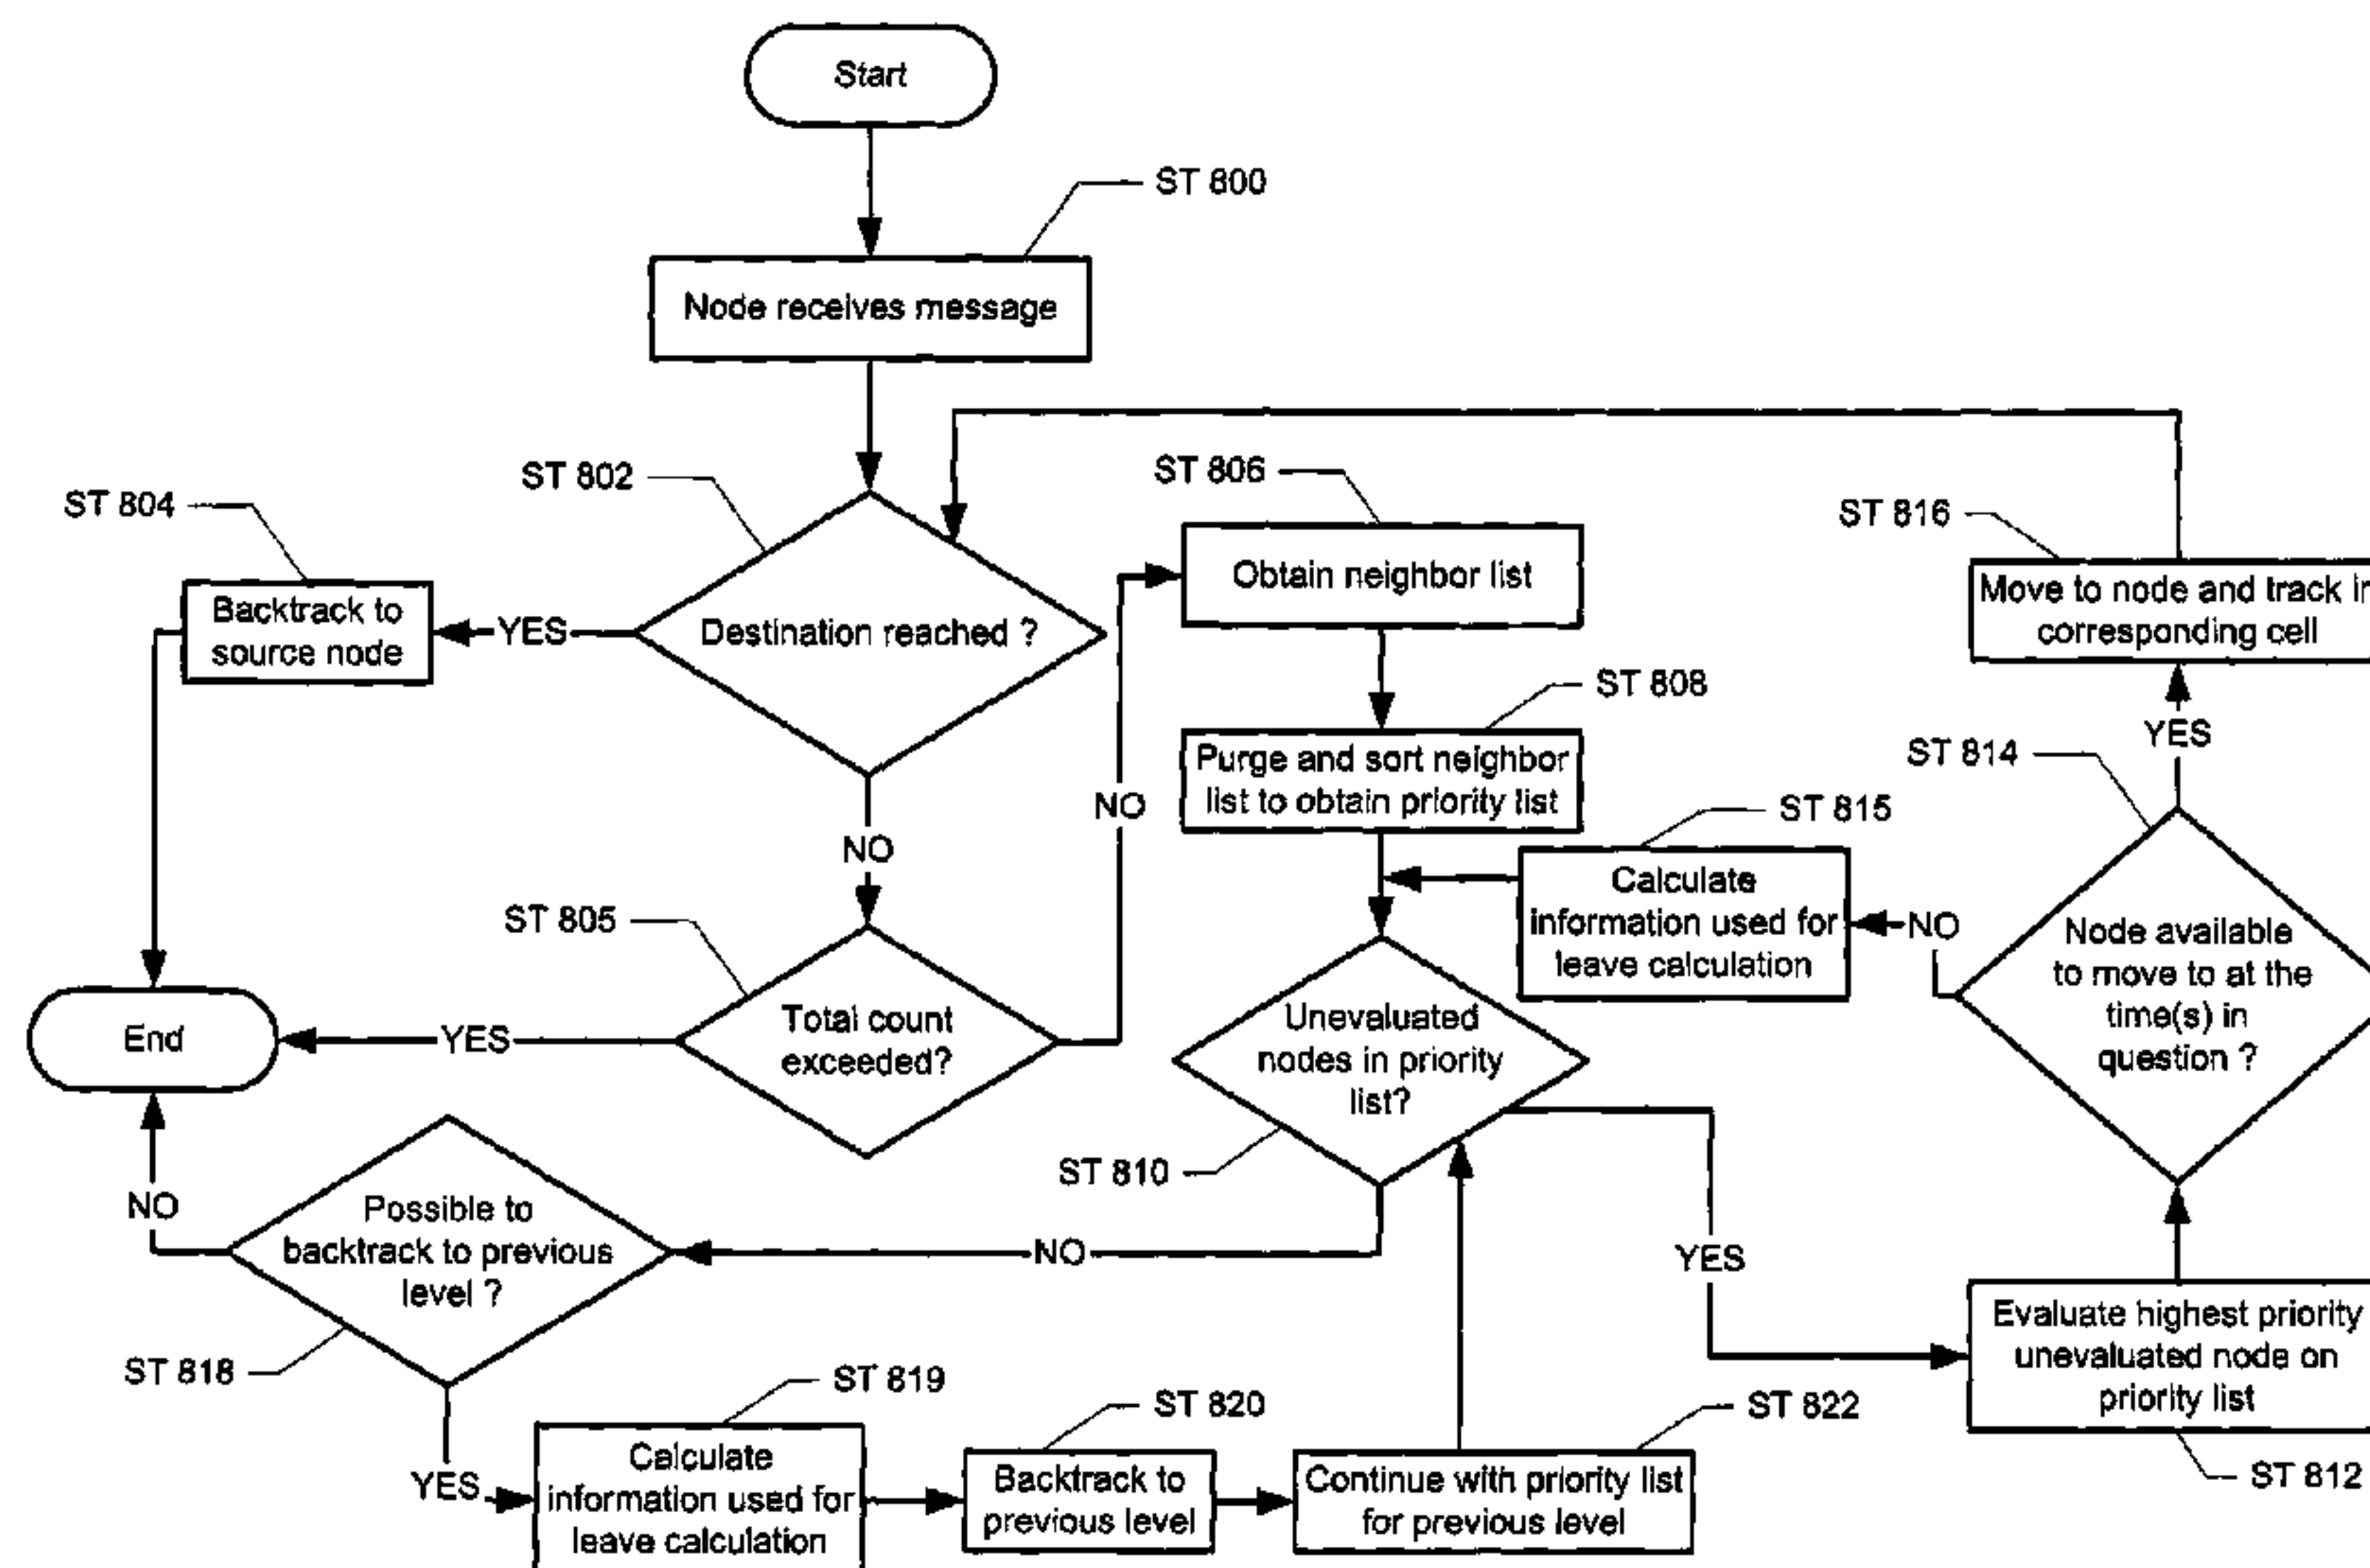 Start
ST 800
Node receives message
ST 802
ST 804
ST 806
ST 816
Backtrack to
source node
YES
Destination reached ?
Obtain neighbor list
Move to node and track in
corresponding cell
ST 808
NO
Purge and sort neighbor
list to obtain priority list
ST 814
YES
NO
ST 815
ST 805
Calculate
information used for
leave calculation
NO
Node available
to move to at the
time(s) in
question ?
End
YES
Total count
exceeded?
Unevaluated
nodes in priority
list?
ST 810
NO
Possible to
backtrack to previous
level ?
NO
YES
ST 818
Evaluate highest priority
unevaluated node on
priority list
ST 812
ST 819
ST 820
ST 822
YES
Calculate
information used for
leave calculation
Backtrack to
previous level
Continue with priority list
for previous level